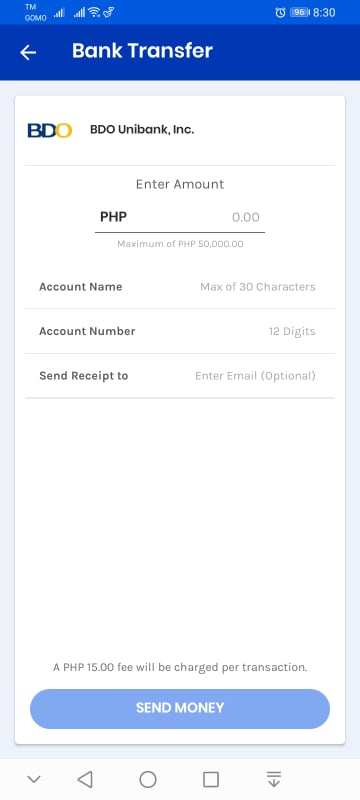 TM
GOMO
96
8:30
Bank Transfer
BDO
BDO Unibank, Inc.
Enter Amount
PHP 0.00
Maximum of PHP 50,000.00
Account Name Max of 30 Characters
Account Number 12 Digits
Send Receipt to Enter Email (Optional)
A PHP 15.00 fee will be charged per transaction.
SEND MONEY